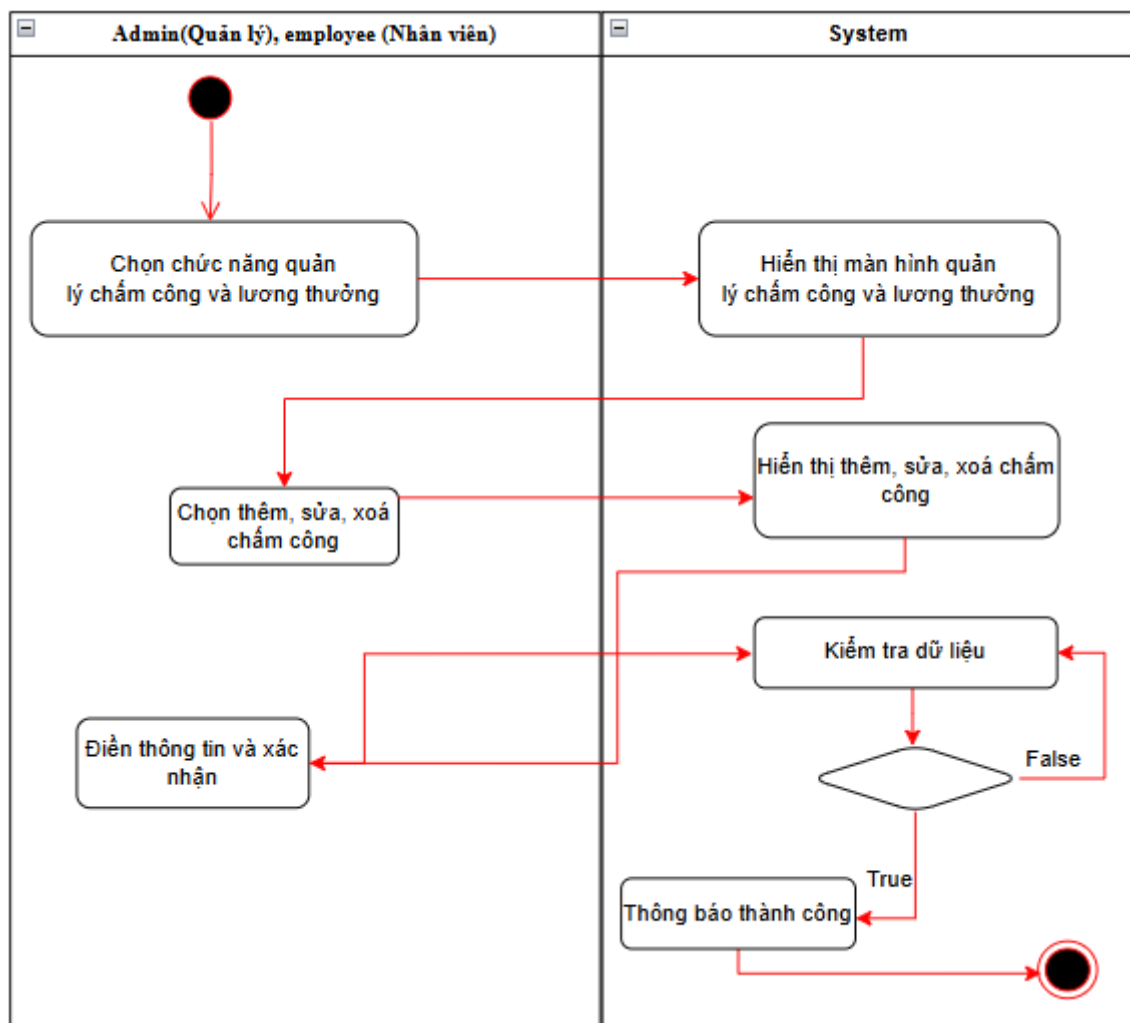 Admin(Quản lý), employee (Nhân viên)
System
Chọn chức năng quản
lý chấm công và lương thưởng
Hiển thị màn hình quản
lý chấm công và lương thưởng
Chọn thêm, sửa, xoá
chấm công
Hiển thị thêm, sửa, xoá chấm
công
Kiểm tra dữ liệu
Điền thông tin và xác
nhận
False
True
Thông báo thành công